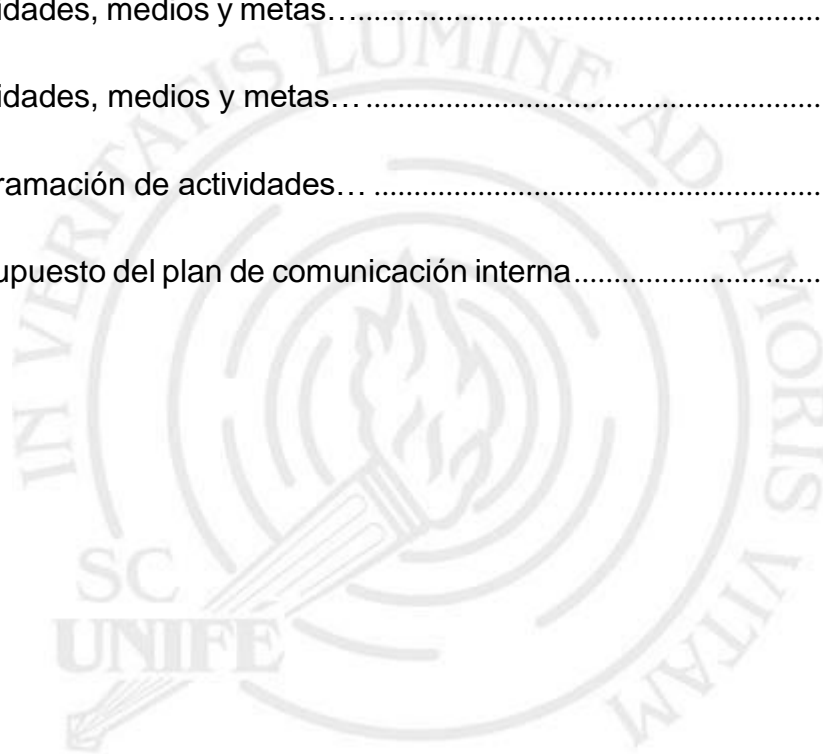 idades, medios y metas…........................................................
idades, medios y metas… ........................................................
ramación de actividades… ......................................................
upuesto del plan de comunicación interna..............................
IN VERITATIS LUMINE AD AMORIS VITAM
SC
UNIFE